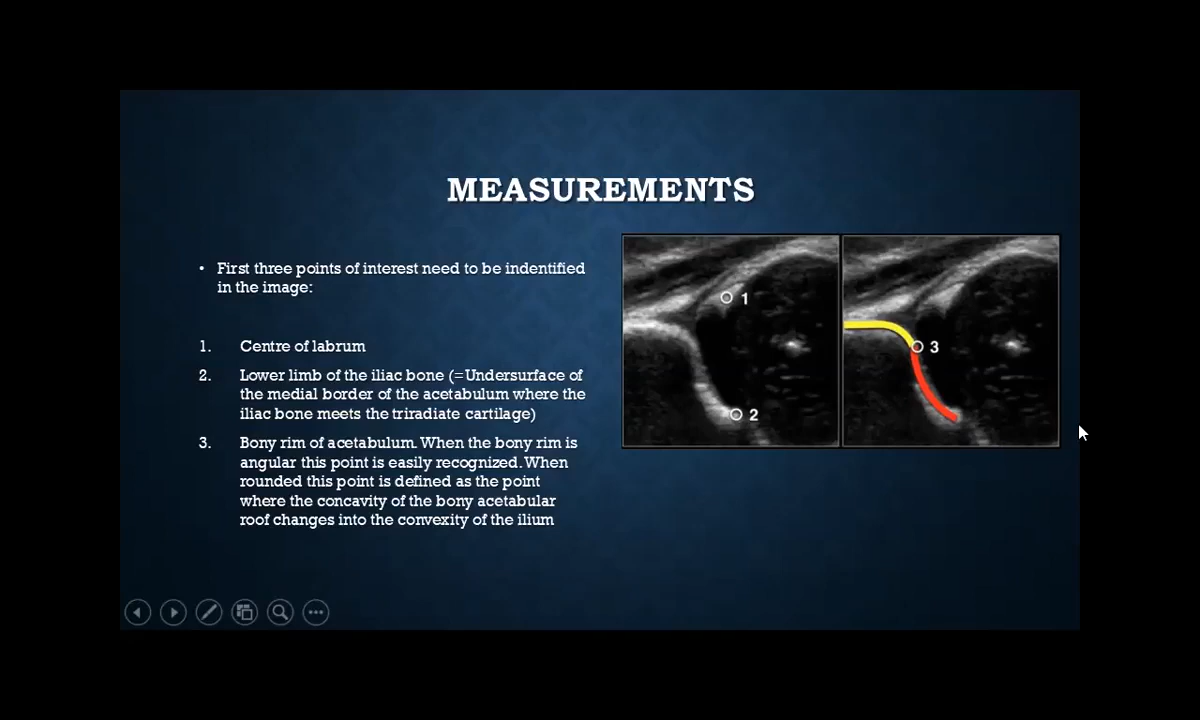 MEASUREMENTS
• First three points of interest need to be indentified
in the image:
1. Centre of labrum
2. Lower limb of the iliac bone (=Undersurface of
the medial border of the acetabulum where the
iliac bone meets the triradiate cartilage)
3. Bony rim of acetabulum. When the bony rim is
angular this point is easily recognized. When
rounded this point is defined as the point
where the concavity of the bony acetabular
roof changes into the convexity of the ilium
1
2
3